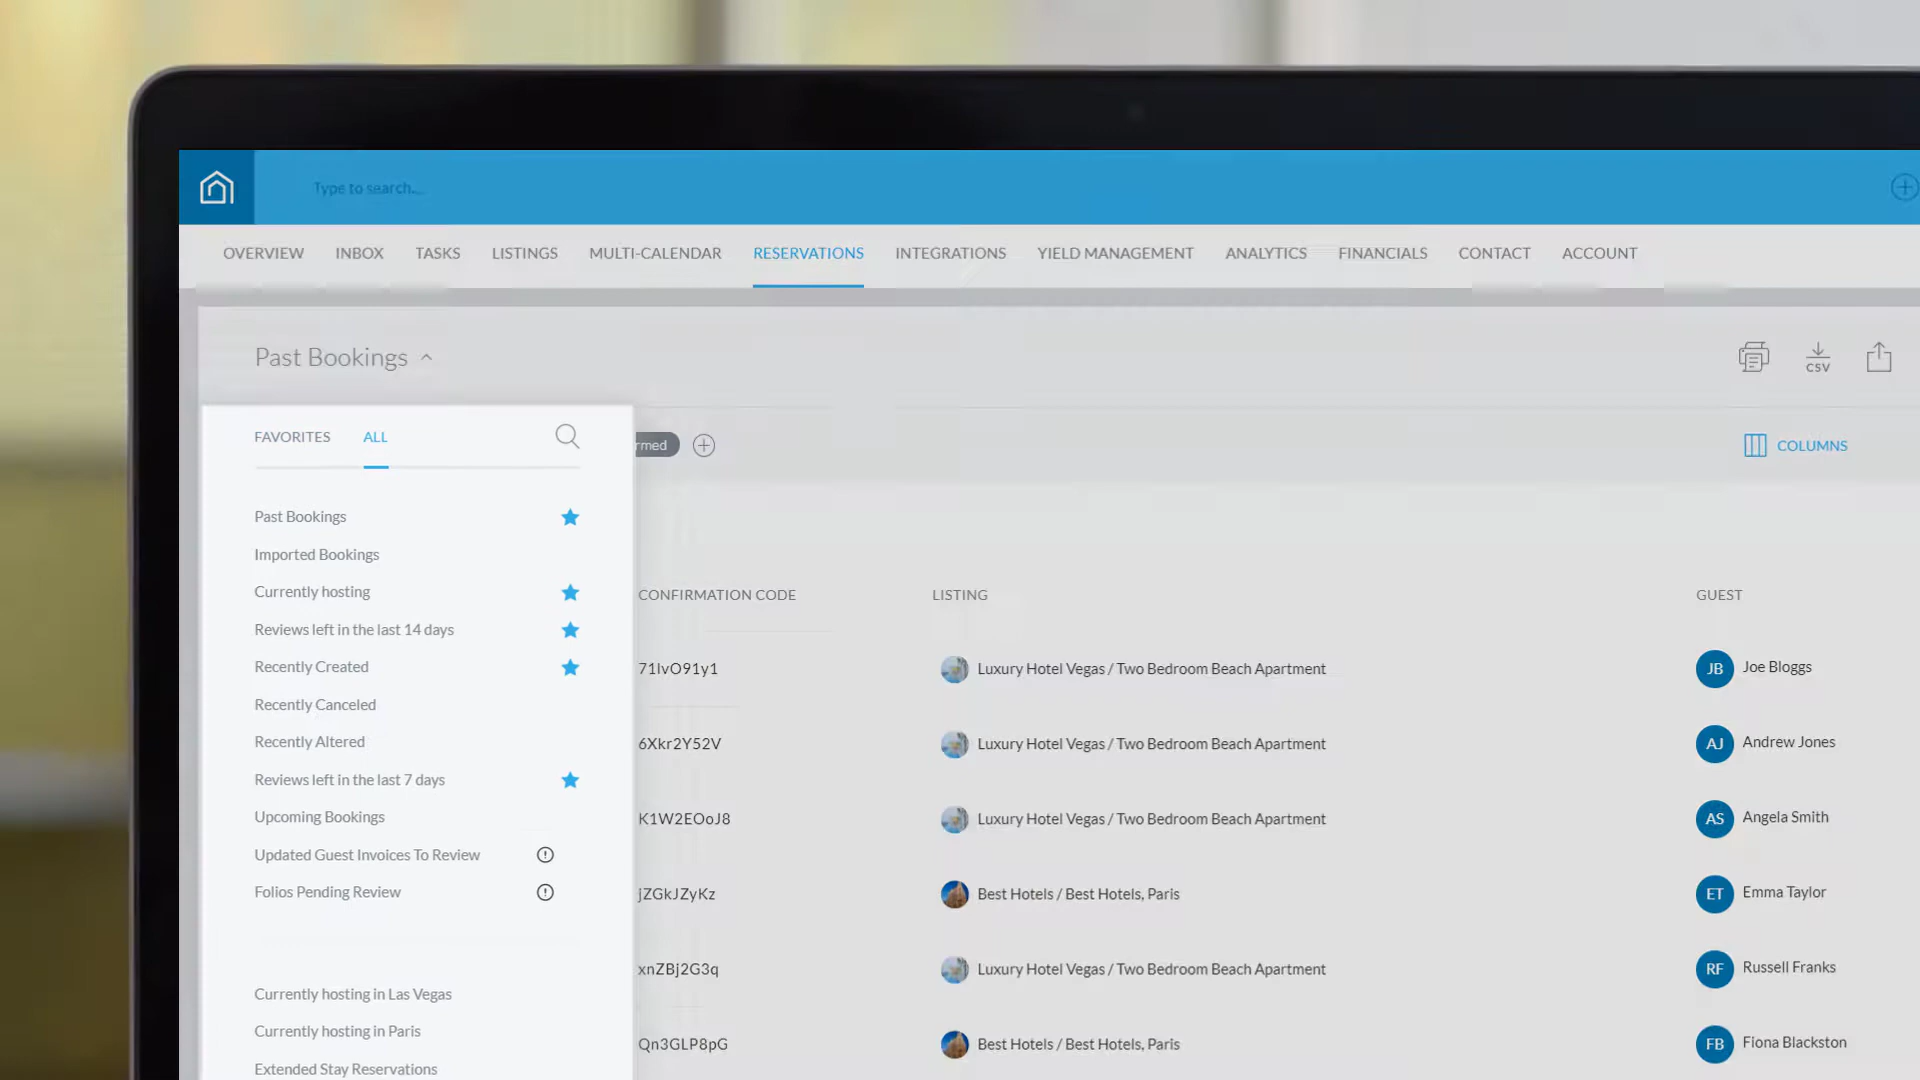 Type to search...
OVERVIEW INBOX TASKS LISTINGS MULTI-CALENDAR RESERVATIONS INTEGRATIONS YIELD MANAGEMENT ANALYTICS FINANCIALS CONTACT ACCOUNT
Past Bookings
CSV
FAVORITES ALL
rmed
COLUMNS
Past Bookings
Imported Bookings
Currently hosting
Reviews left in the last 14 days
Recently Created
Recently Canceled
Recently Altered
Reviews left in the last 7 days
Upcoming Bookings
Updated Guest Invoices To Review
Folios Pending Review
Currently hosting in Las Vegas
Currently hosting in Paris
Extended Stay Reservations
CONFIRMATION CODE LISTING GUEST
71IvO91y1 Luxury Hotel Vegas / Two Bedroom Beach Apartment JB Joe Bloggs
6Xkr2Y52V Luxury Hotel Vegas / Two Bedroom Beach Apartment AJ Andrew Jones
K1W2EOoJ8 Luxury Hotel Vegas / Two Bedroom Beach Apartment AS Angela Smith
jZGkJZyKz Best Hotels / Best Hotels, Paris ET Emma Taylor
xnZBj2G3q Luxury Hotel Vegas / Two Bedroom Beach Apartment RF Russell Franks
Qn3GLP8pG Best Hotels / Best Hotels, Paris FB Fiona Blackston